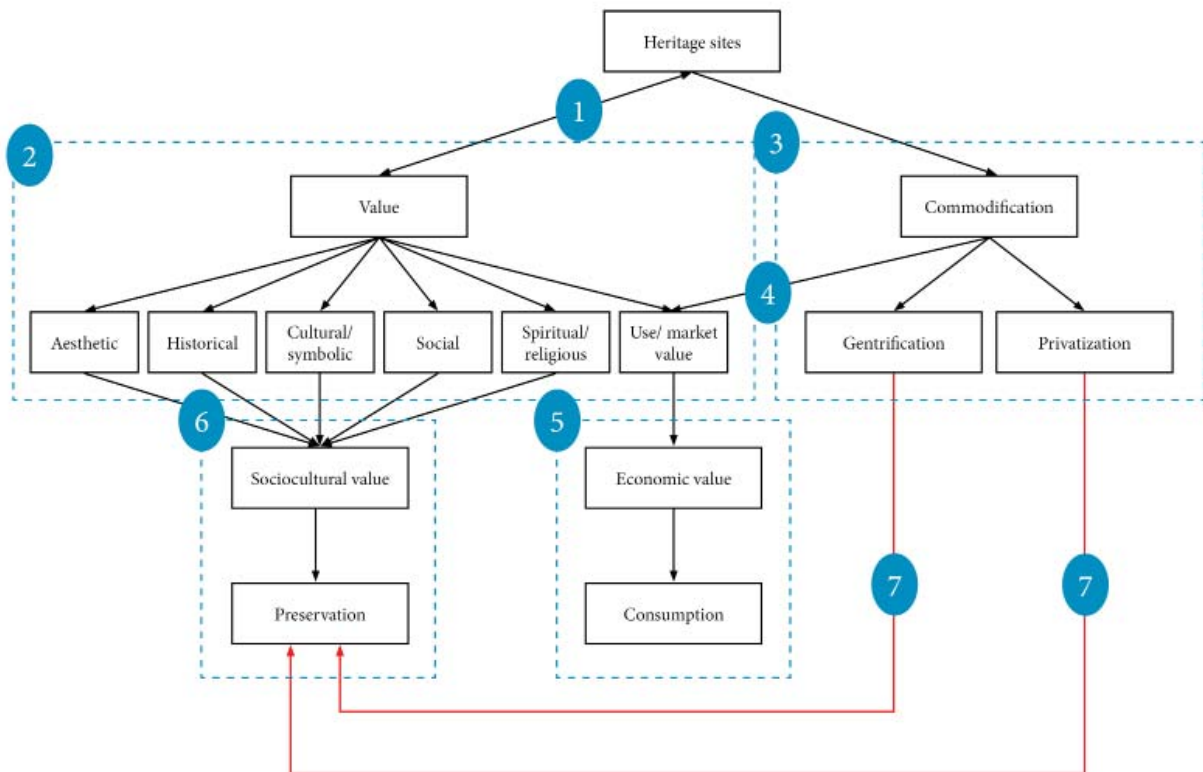 Heritage sites
1
2
3
Value
Commodification
4
Aesthetic
Historical
Cultural/
symbolic
Social
Spiritual/
religious
Use/ market
value
Gentrification
Privatization
6
5
Sociocultural value
Economic value
7
7
Preservation
Consumption